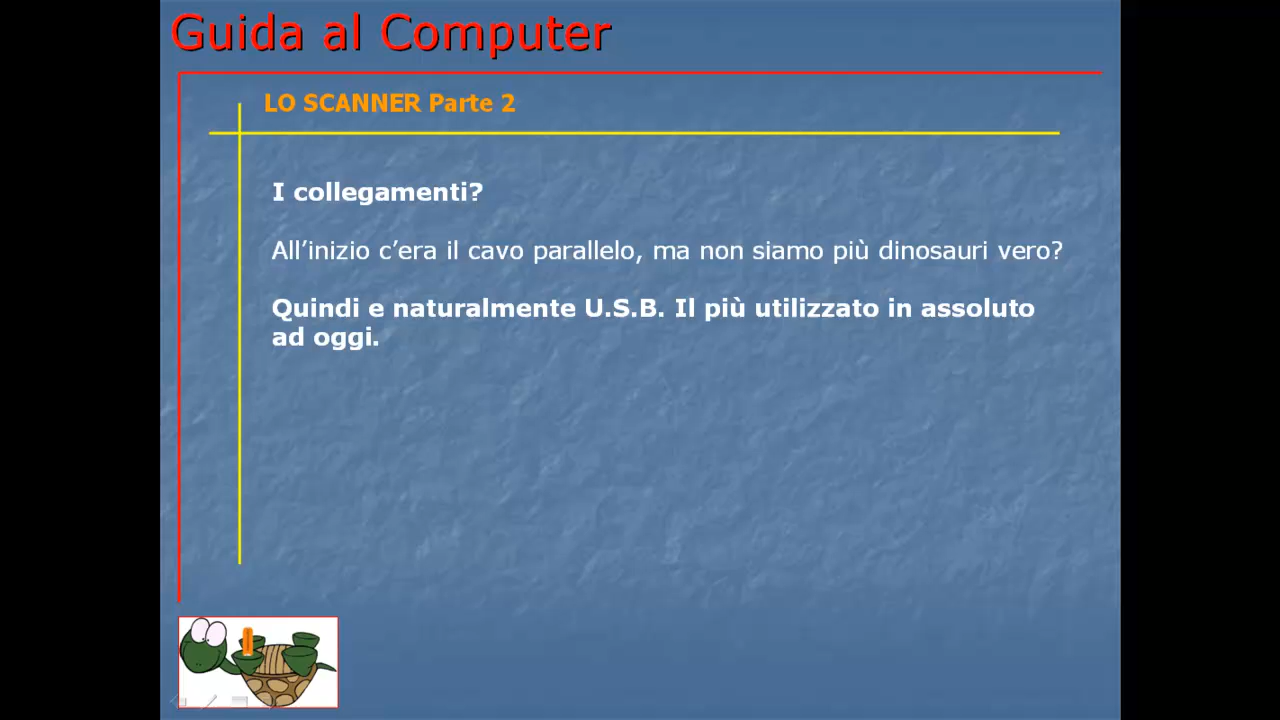 Guida al Computer
LO SCANNER Parte 2
I collegamenti?
All’inizio c’era il cavo parallelo, ma non siamo più dinosauri vero?
Quindi e naturalmente U.S.B. Il più utilizzato in assoluto
ad oggi.